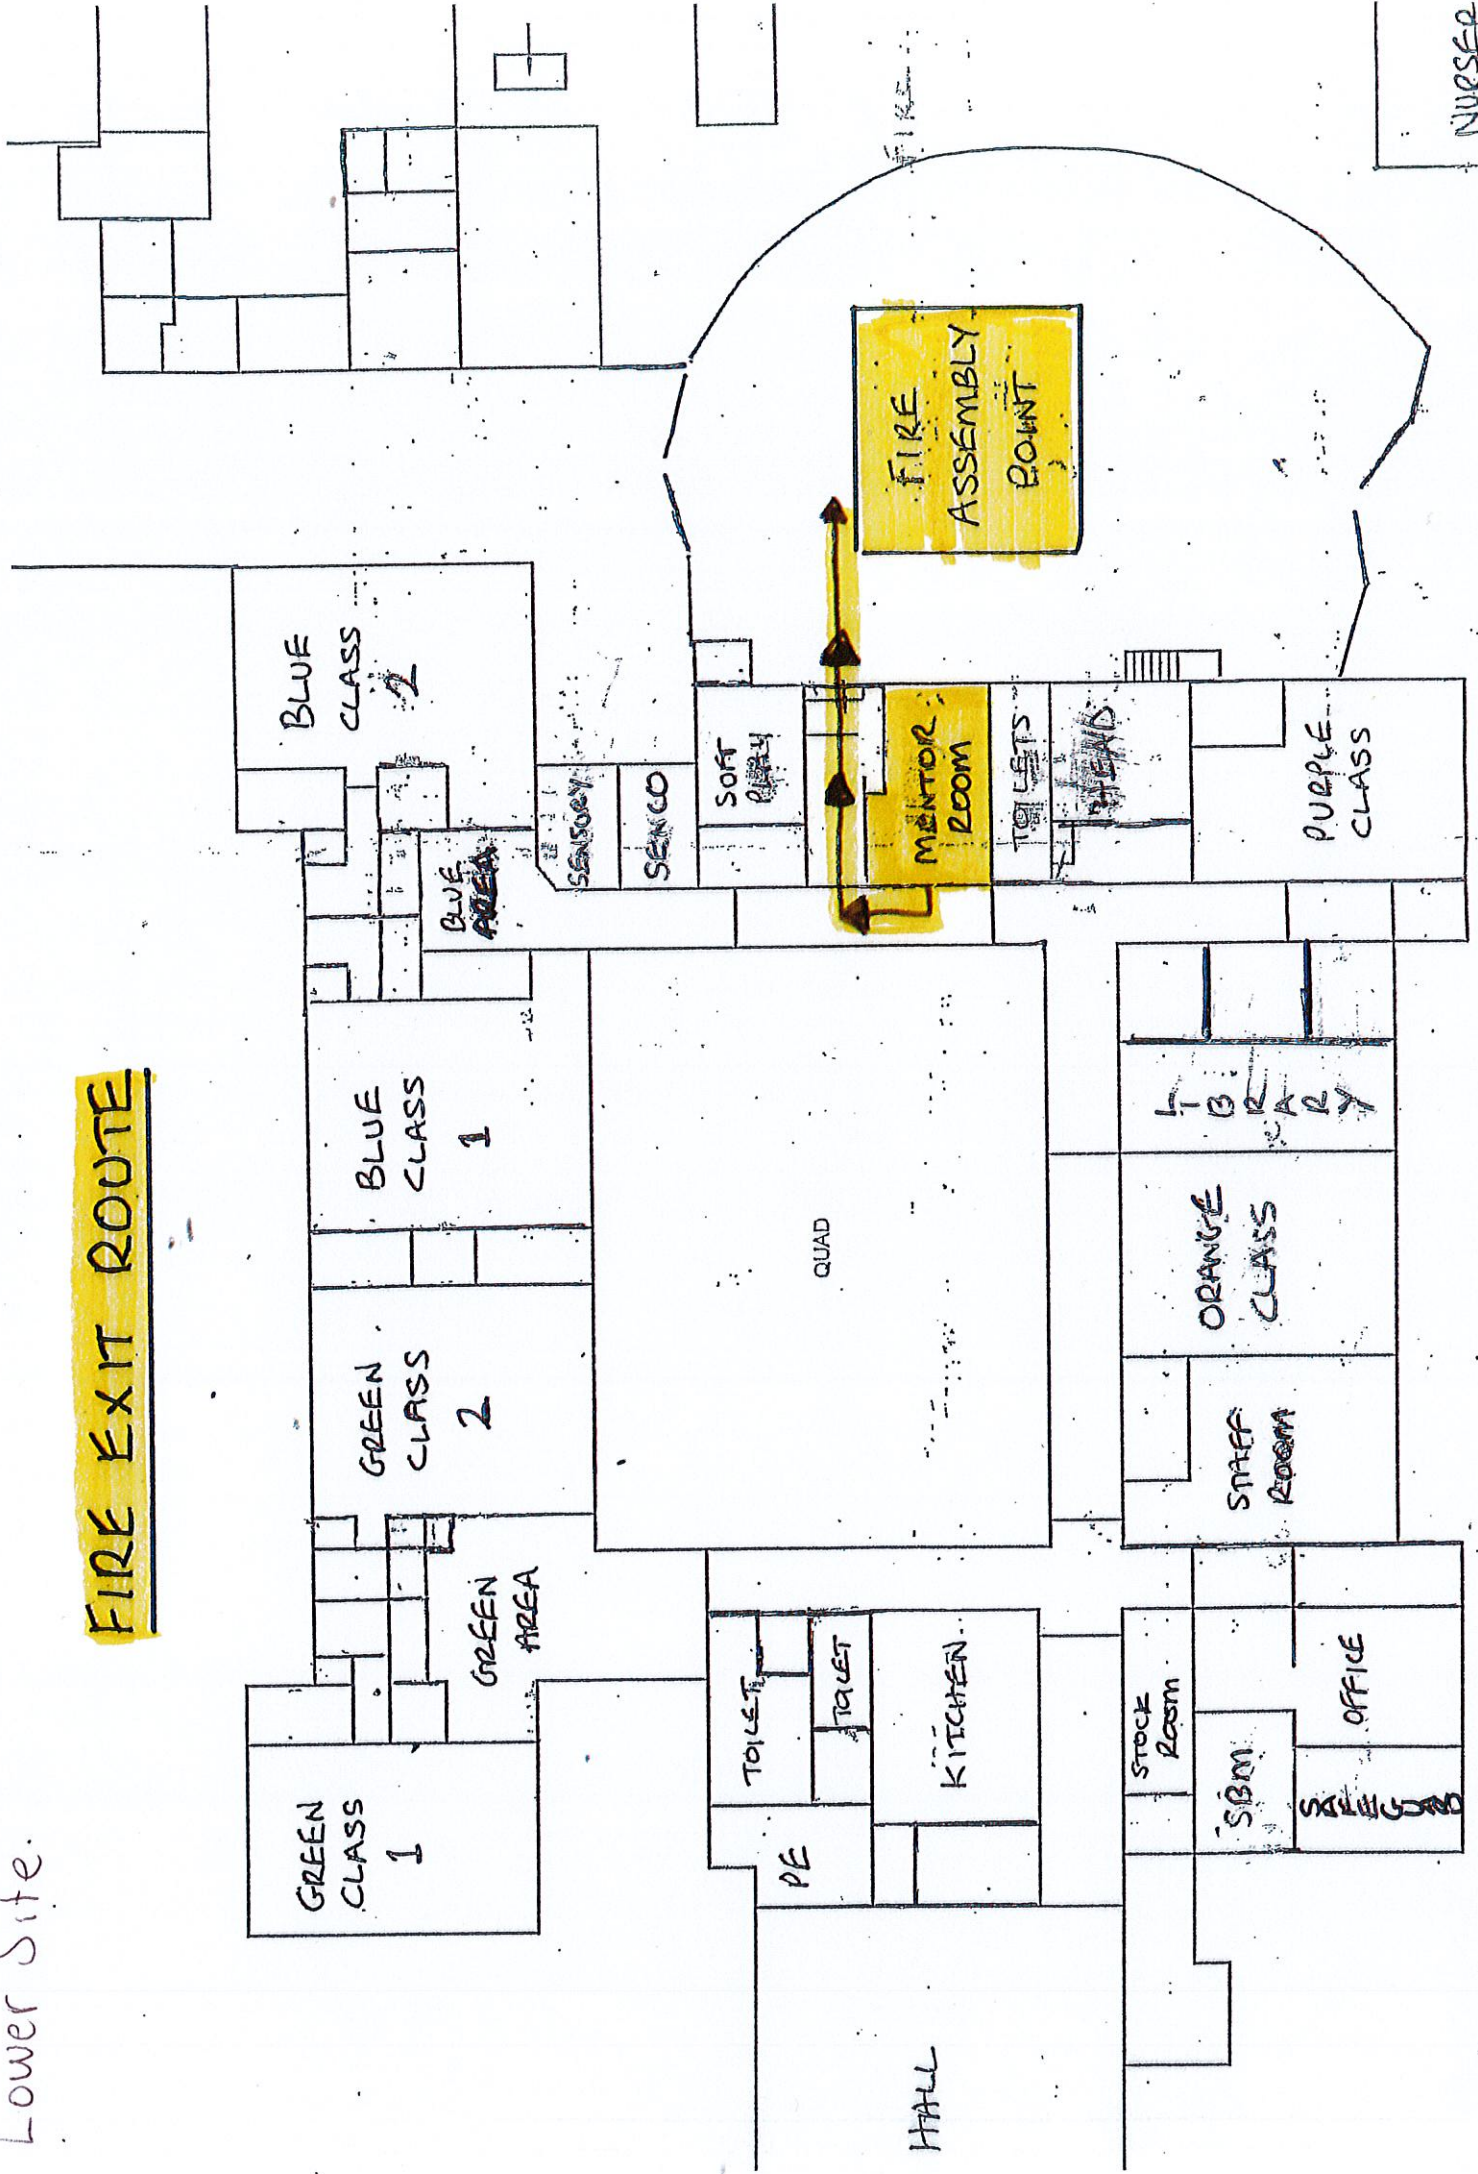 Lower Site.
FIRE EXIT ROUTE
GREEN
CLASS
1
GREEN
AREA
GREEN
CLASS
2
BLUE
CLASS
1
BLUE
AREA
BLUE
CLASS
2
SENSORY
SENCO
SOFT
PLAY
MENTOR
ROOM
TOILETS
HEAD
PURPLE
CLASS
FIRE
ASSEMBLY
POINT
FIRE
QUAD
TOILET
TOILET
PE
KITCHEN
HALL
STOCK
ROOM
SBM
OFFICE
SAFEGUARD
STAFF
ROOM
ORANGE
CLASS
LIBRARY